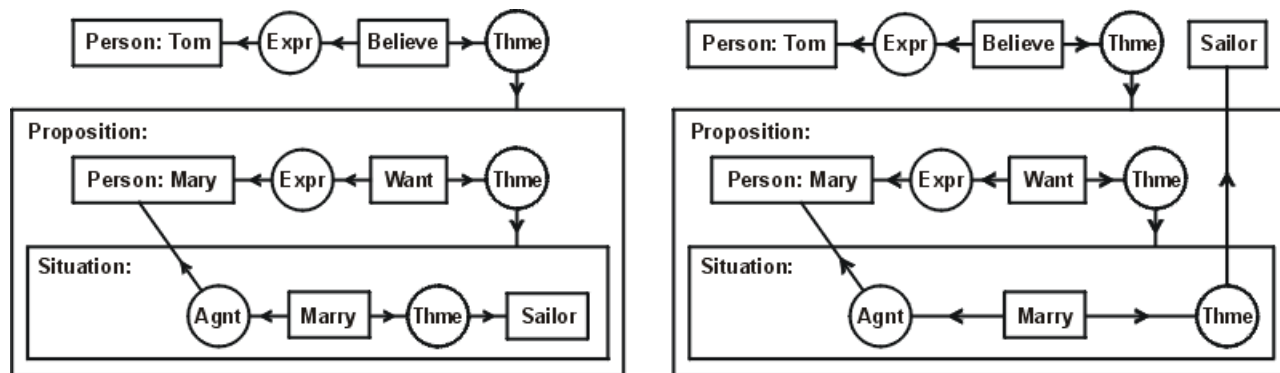 Person: Tom Expr Believe Thme
Proposition:
Person: Mary Expr Want Thme
Situation:
Agnt Marry Thme Sailor
Person: Tom Expr Believe Thme Sailor
Proposition:
Person: Mary Expr Want Thme
Situation:
Agnt Marry Thme